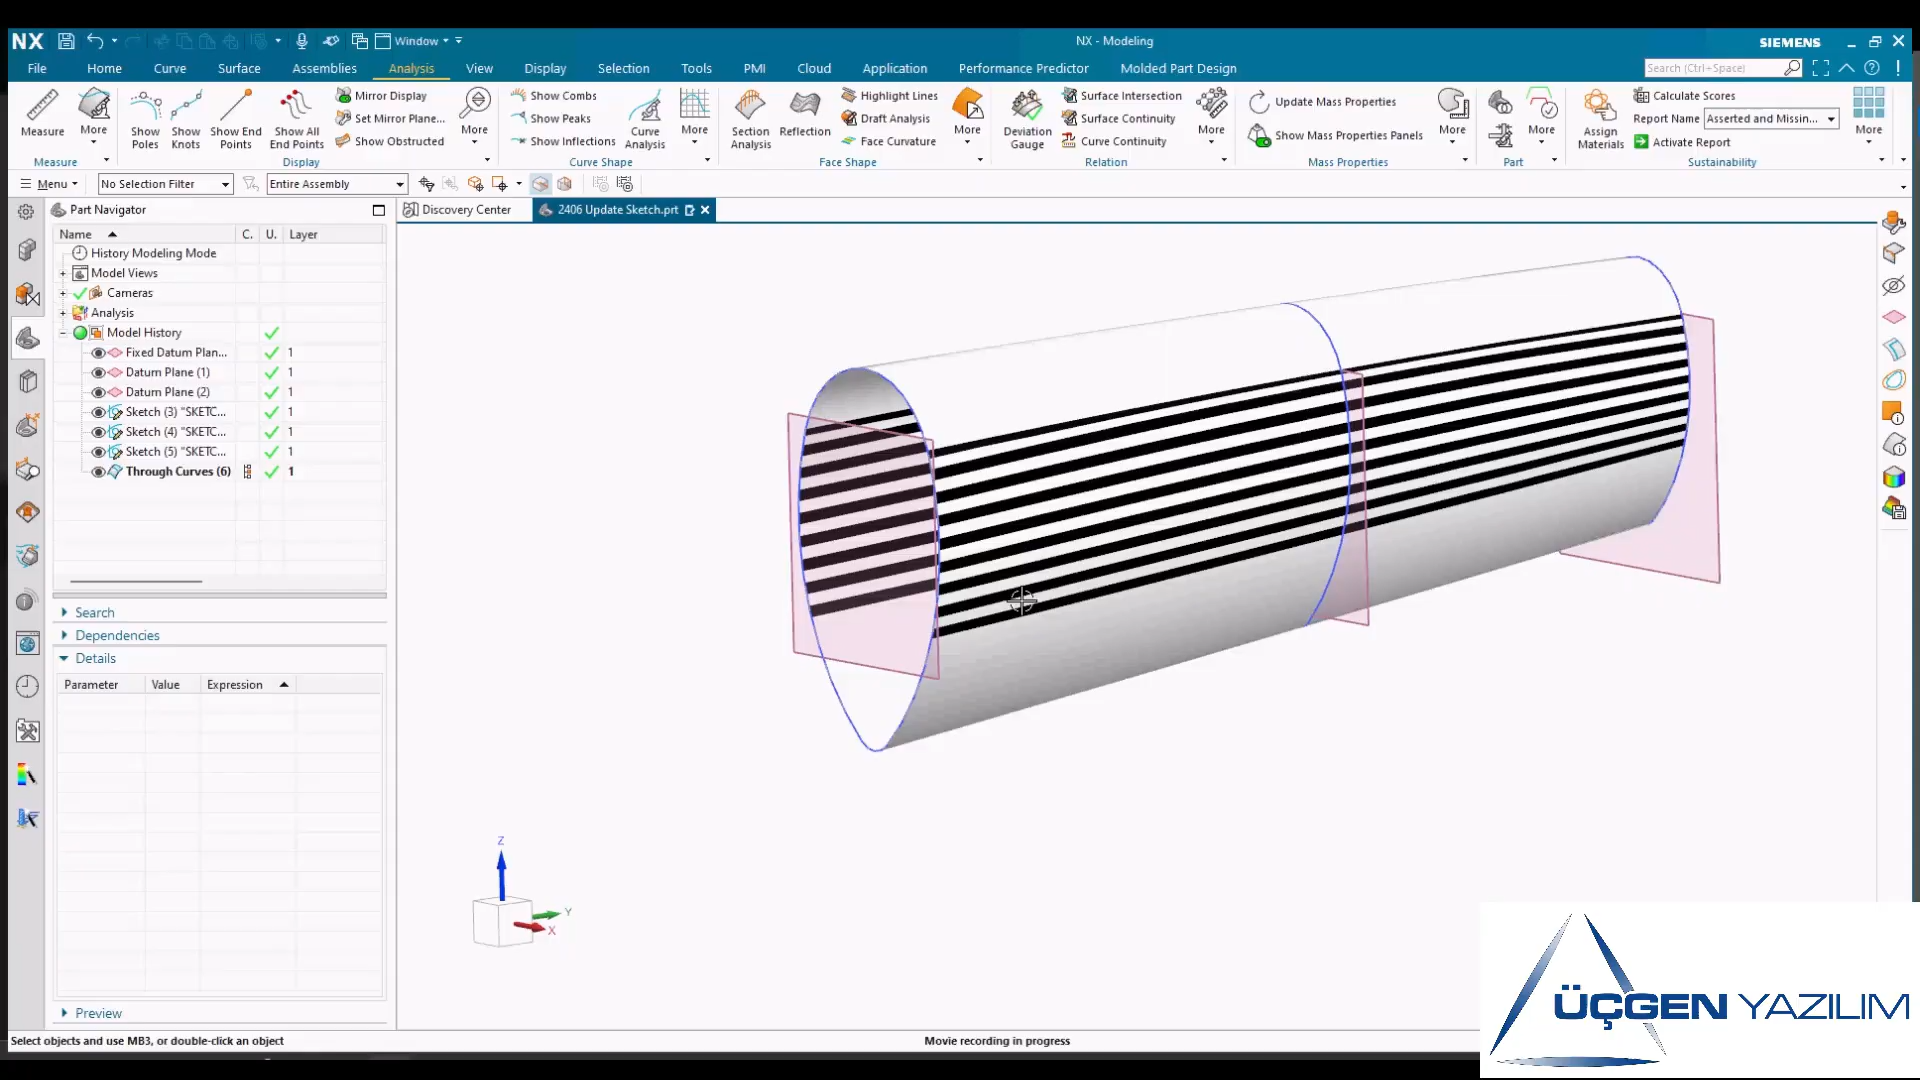 NX
Window
NX - Modeling
SIEMENS
File Home Curve Surface Assemblies Analysis View Display Selection Tools PMI Cloud Application Performance Predictor Molded Part Design
Search (Ctrl+Space)
Measure
More
Measure
Show Poles
Show Knots
Show End Points
Show All End Points
Mirror Display
Set Mirror Plane...
Show Obstructed
More
Display
Show Combs
Show Peaks
Show Inflections
Curve Analysis
More
Curve Shape
Section Analysis
Reflection
Highlight Lines
Draft Analysis
Face Curvature
More
Face Shape
Deviation Gauge
Surface Intersection
Surface Continuity
Curve Continuity
More
Relation
Update Mass Properties
Show Mass Properties Panels
More
Mass Properties
More
Part
Assign Materials
Calculate Scores
Report Name Asserted and Missin...
Activate Report
More
Sustainability
Menu
No Selection Filter
Entire Assembly
Part Navigator
Discovery Center
2406 Update Sketch.prt
Name C. U. Layer
History Modeling Mode
Model Views
Cameras
Analysis
Model History
Fixed Datum Plan... 1
Datum Plane (1) 1
Datum Plane (2) 1
Sketch (3) "SKETC... 1
Sketch (4) "SKETC... 1
Sketch (5) "SKETC... 1
Through Curves (6) 1
Search
Dependencies
Details
Parameter Value Expression
Preview
Z
Y
X
Select objects and use MB3, or double-click an object
Movie recording in progress
ÜÇGEN YAZILIM